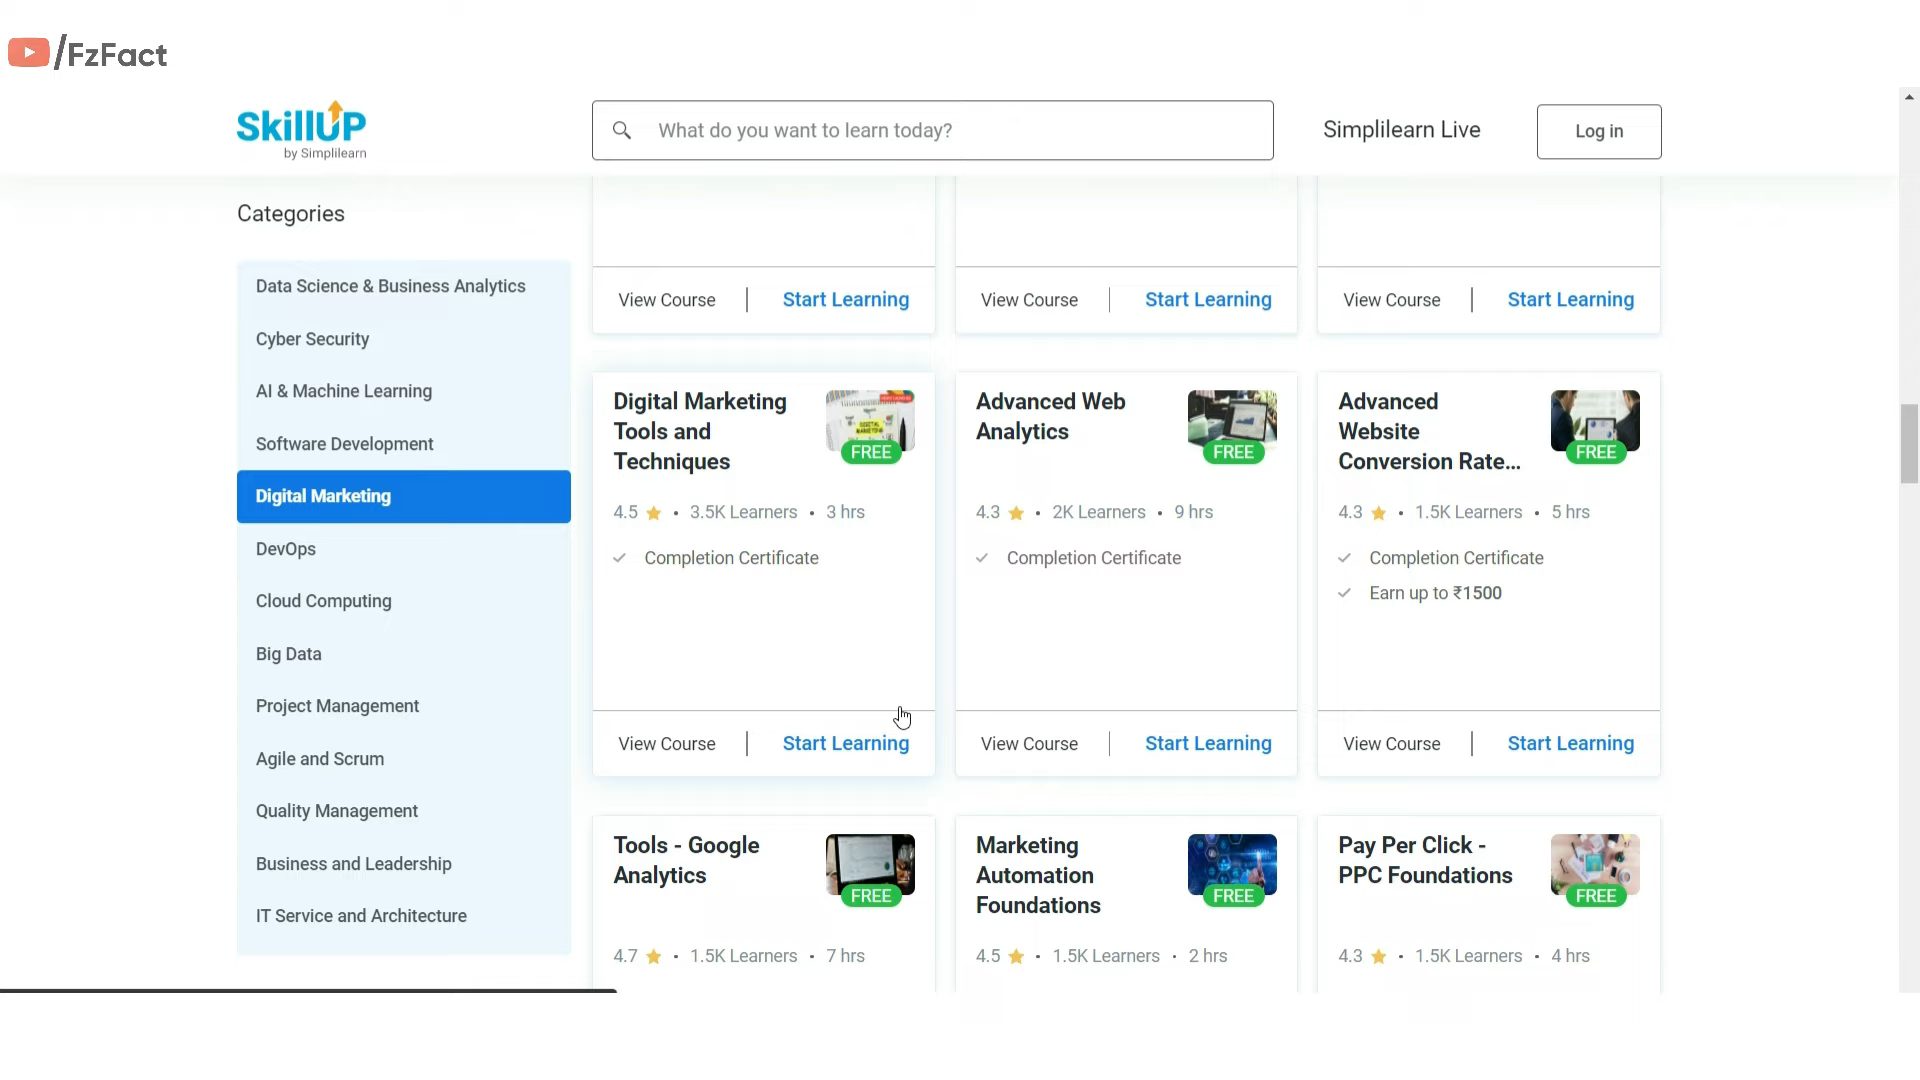 /FzFact
SkillUP
by Simplilearn
What do you want to learn today?
Simplilearn Live
Log in
Categories
Data Science & Business Analytics
Cyber Security
AI & Machine Learning
Software Development
Digital Marketing
DevOps
Cloud Computing
Big Data
Project Management
Agile and Scrum
Quality Management
Business and Leadership
IT Service and Architecture
View Course | Start Learning
View Course | Start Learning
View Course | Start Learning
Digital Marketing
Tools and
Techniques
FREE
4.5 ★ • 3.5K Learners • 3 hrs
✓ Completion Certificate
View Course | Start Learning
Advanced Web
Analytics
FREE
4.3 ★ • 2K Learners • 9 hrs
✓ Completion Certificate
View Course | Start Learning
Advanced
Website
Conversion Rate...
FREE
4.3 ★ • 1.5K Learners • 5 hrs
✓ Completion Certificate
✓ Earn up to ₹1500
View Course | Start Learning
Tools - Google
Analytics
FREE
4.7 ★ • 1.5K Learners • 7 hrs
Marketing
Automation
Foundations
FREE
4.5 ★ • 1.5K Learners • 2 hrs
Pay Per Click -
PPC Foundations
FREE
4.3 ★ • 1.5K Learners • 4 hrs